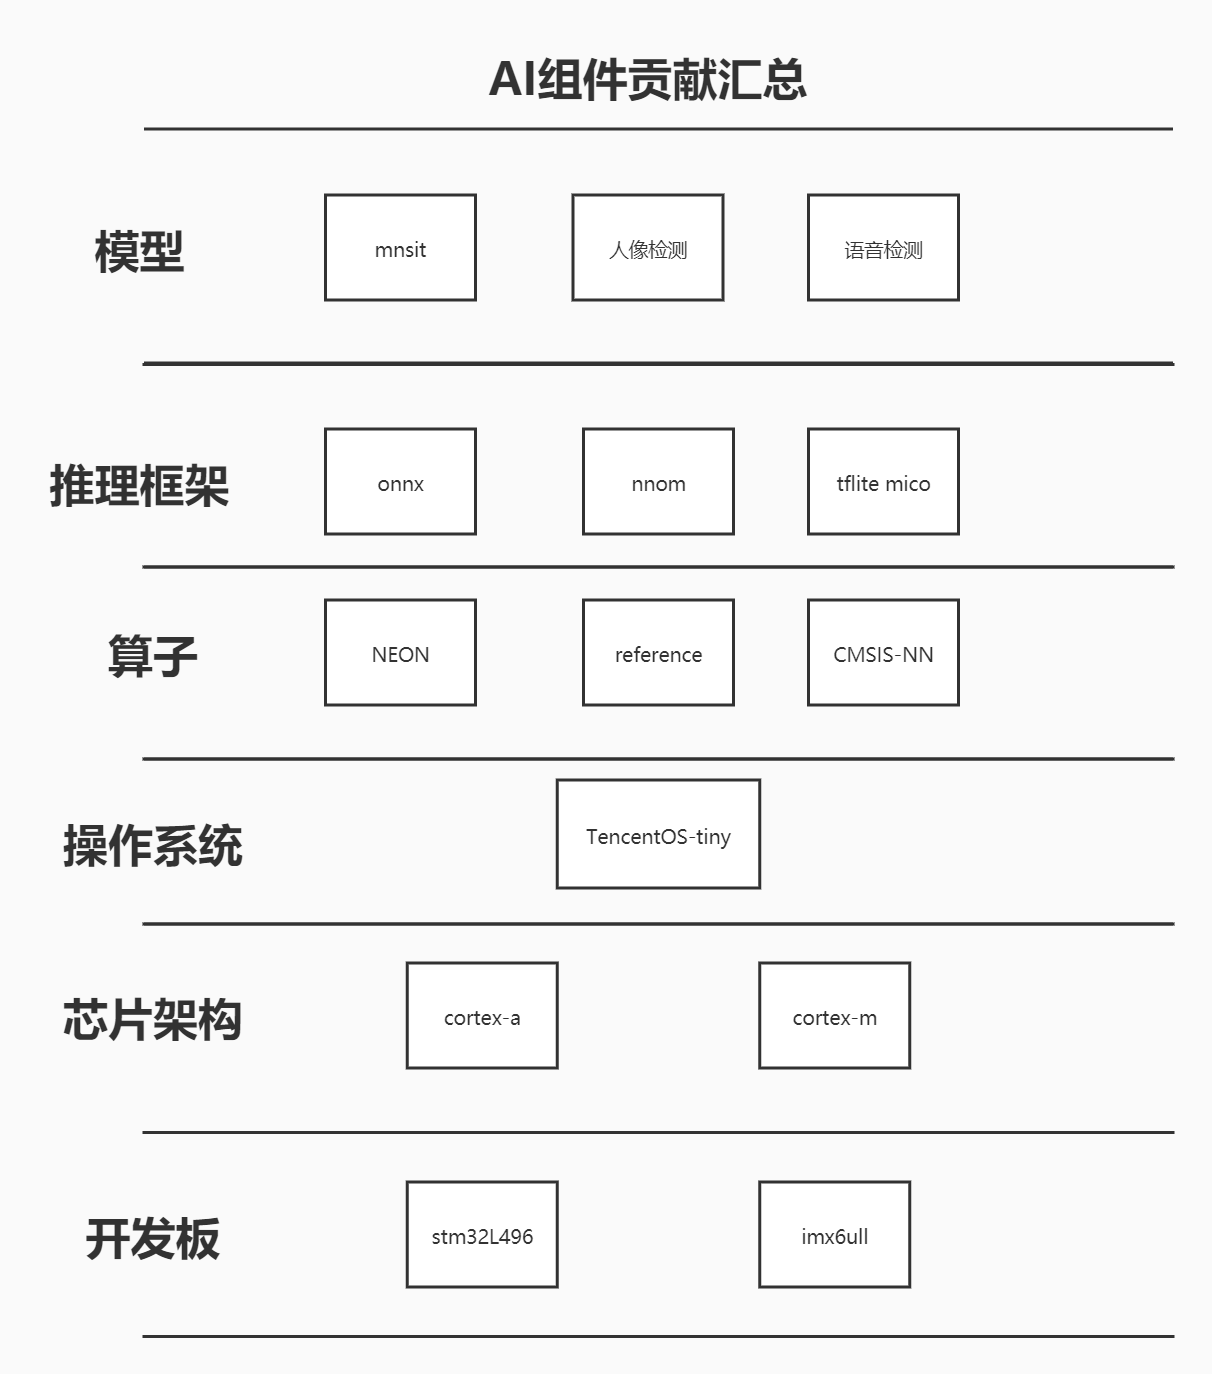 AI组件贡献汇总
模型
mnsit
人像检测
语音检测
推理框架
onnx
nnom
tflite mico
算子
NEON
reference
CMSIS-NN
操作系统
TencentOS-tiny
芯片架构
cortex-a
cortex-m
开发板
stm32L496
imx6ull